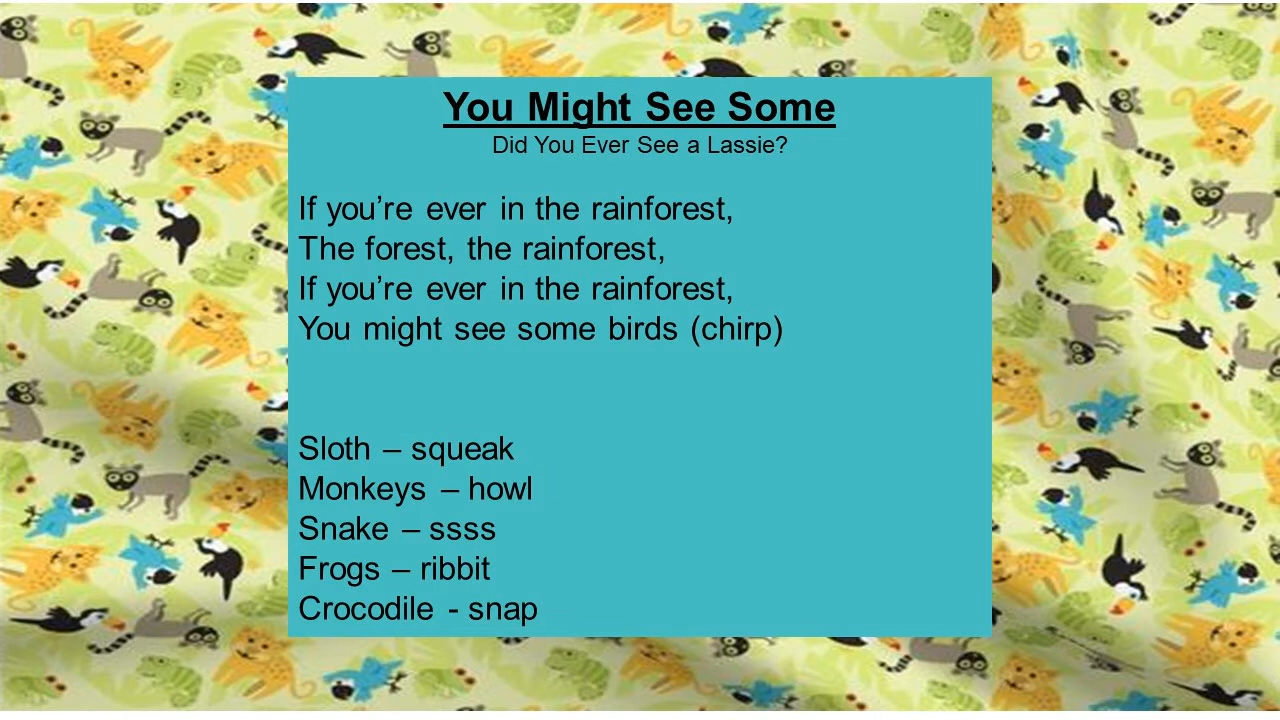 You Might See Some
Did You Ever See a Lassie?
If you’re ever in the rainforest,
The forest, the rainforest,
If you’re ever in the rainforest,
You might see some birds (chirp)
Sloth – squeak
Monkeys – howl
Snake – ssss
Frogs – ribbit
Crocodile - snap